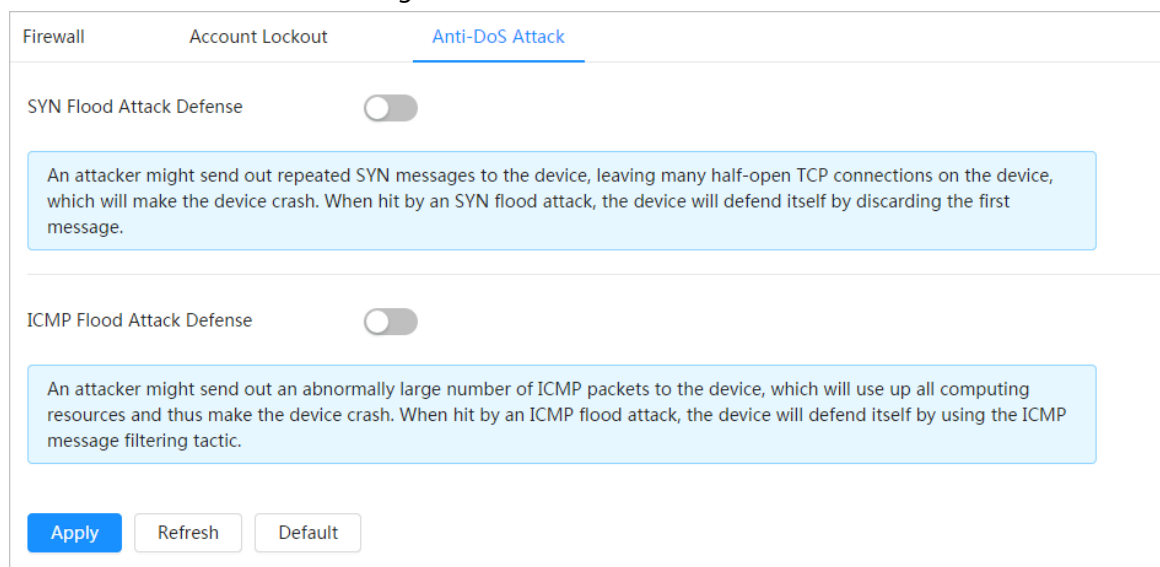 Firewall Account Lockout Anti-DoS Attack
SYN Flood Attack Defense
An attacker might send out repeated SYN messages to the device, leaving many half-open TCP connections on the device,
which will make the device crash. When hit by an SYN flood attack, the device will defend itself by discarding the first
message.
ICMP Flood Attack Defense
An attacker might send out an abnormally large number of ICMP packets to the device, which will use up all computing
resources and thus make the device crash. When hit by an ICMP flood attack, the device will defend itself by using the ICMP
message filtering tactic.
Apply Refresh Default